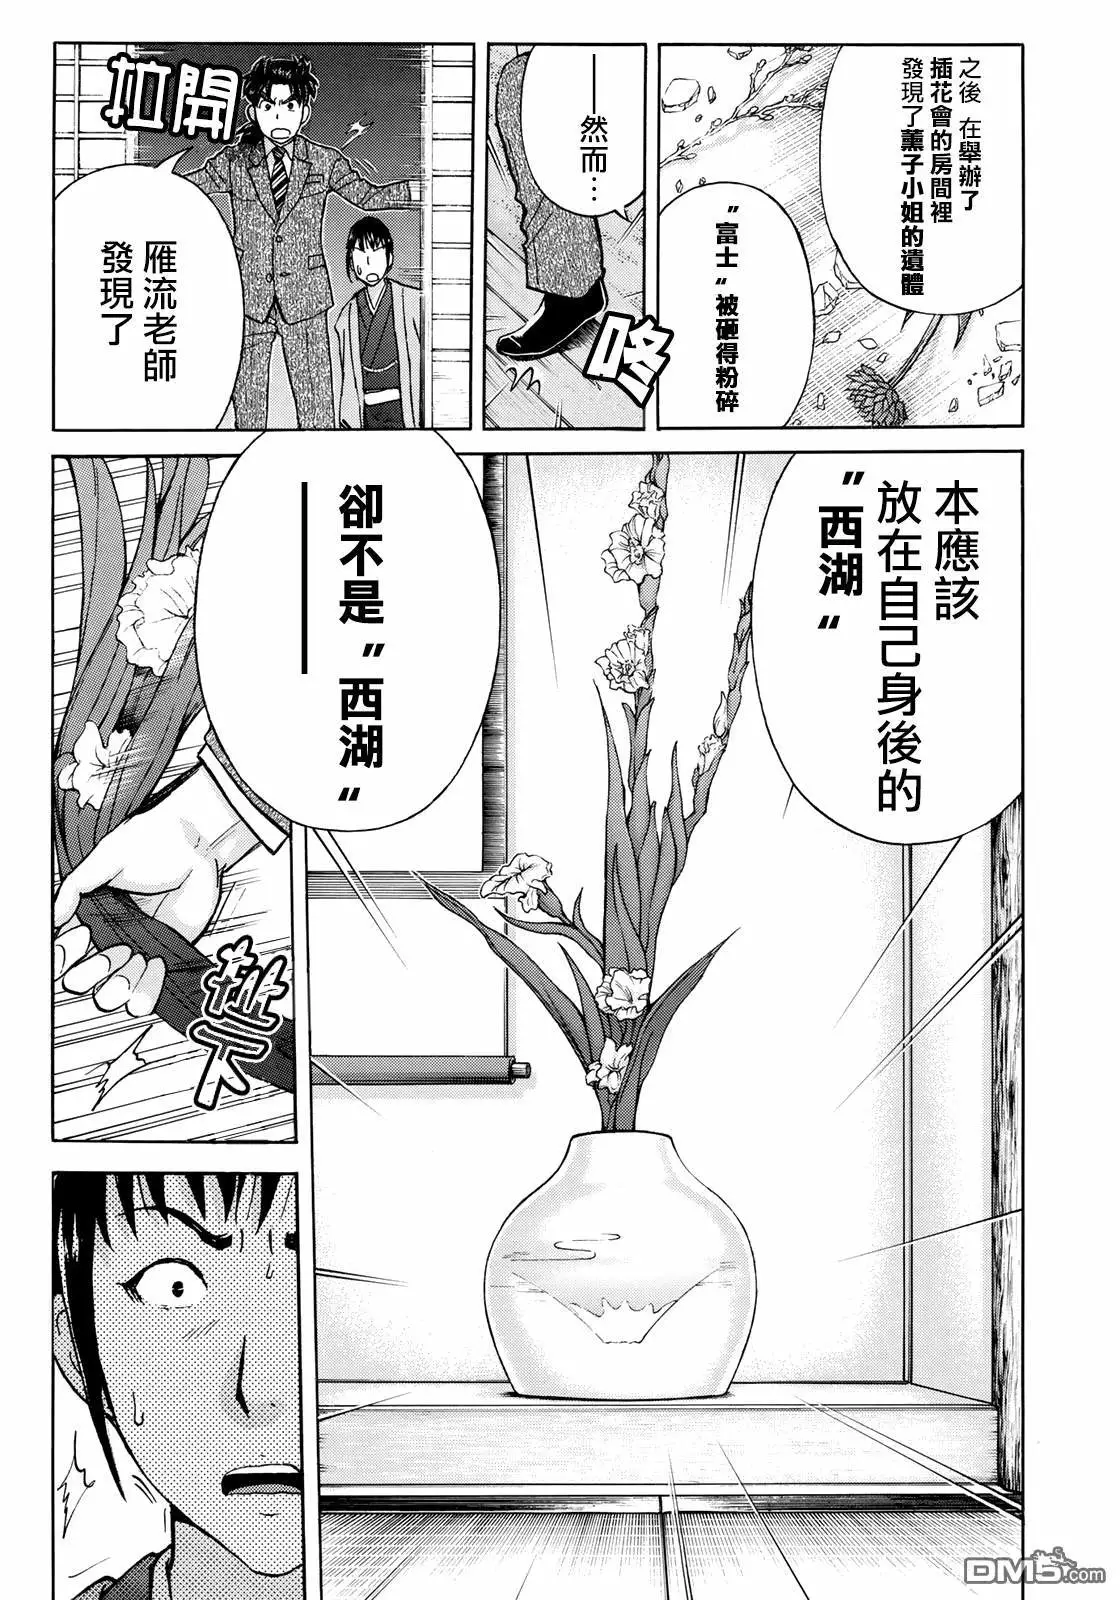 之後 在舉辦了
插花會的房間裡
發現了薰子小姐的遺體
”富士“被砸得粉碎
——然而…
咚
拉開
雁流老師
發現了
本應該
放在自己身後的
”西湖“
卻不是”西湖“
——
扯下
DM5.com